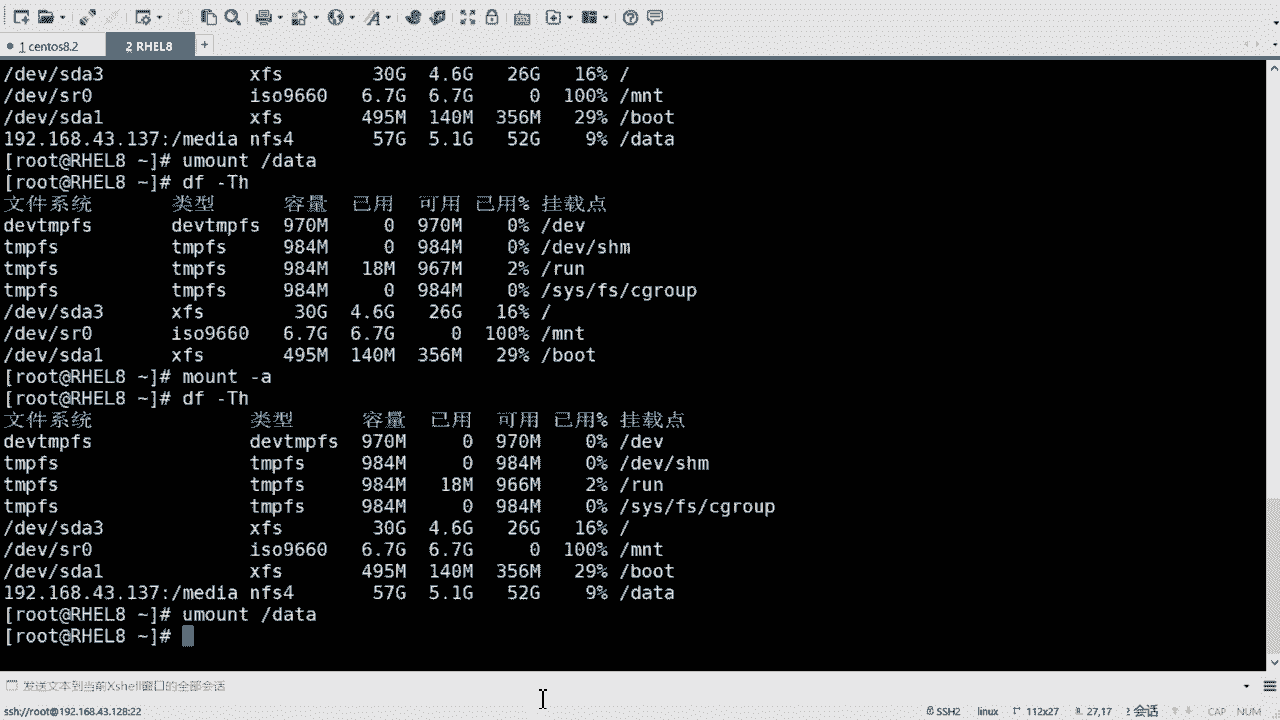 1 centos8.2
2 RHEL8
/dev/sda3 xfs 30G 4.6G 26G 16% /
/dev/sr0 iso9660 6.7G 6.7G 0 100% /mnt
/dev/sda1 xfs 495M 140M 356M 29% /boot
192.168.43.137:/media nfs4 57G 5.1G 52G 9% /data
[root@RHEL8 ~]# umount /data
[root@RHEL8 ~]# df -Th
文件系统 类型 容量 已用 可用 已用% 挂载点
devtmpfs devtmpfs 970M 0 970M 0% /dev
tmpfs tmpfs 984M 0 984M 0% /dev/shm
tmpfs tmpfs 984M 18M 967M 2% /run
tmpfs tmpfs 984M 0 984M 0% /sys/fs/cgroup
/dev/sda3 xfs 30G 4.6G 26G 16% /
/dev/sr0 iso9660 6.7G 6.7G 0 100% /mnt
/dev/sda1 xfs 495M 140M 356M 29% /boot
[root@RHEL8 ~]# mount -a
[root@RHEL8 ~]# df -Th
文件系统 类型 容量 已用 可用 已用% 挂载点
devtmpfs devtmpfs 970M 0 970M 0% /dev
tmpfs tmpfs 984M 0 984M 0% /dev/shm
tmpfs tmpfs 984M 18M 966M 2% /run
tmpfs tmpfs 984M 0 984M 0% /sys/fs/cgroup
/dev/sda3 xfs 30G 4.6G 26G 16% /
/dev/sr0 iso9660 6.7G 6.7G 0 100% /mnt
/dev/sda1 xfs 495M 140M 356M 29% /boot
192.168.43.137:/media nfs4 57G 5.1G 52G 9% /data
[root@RHEL8 ~]# umount /data
[root@RHEL8 ~]#
发送文本到当前Xshell窗口的全部会话
ssh://root@192.168.43.128:22 SSH2 linux 112x27 27,17 2 会话 CAP NUM